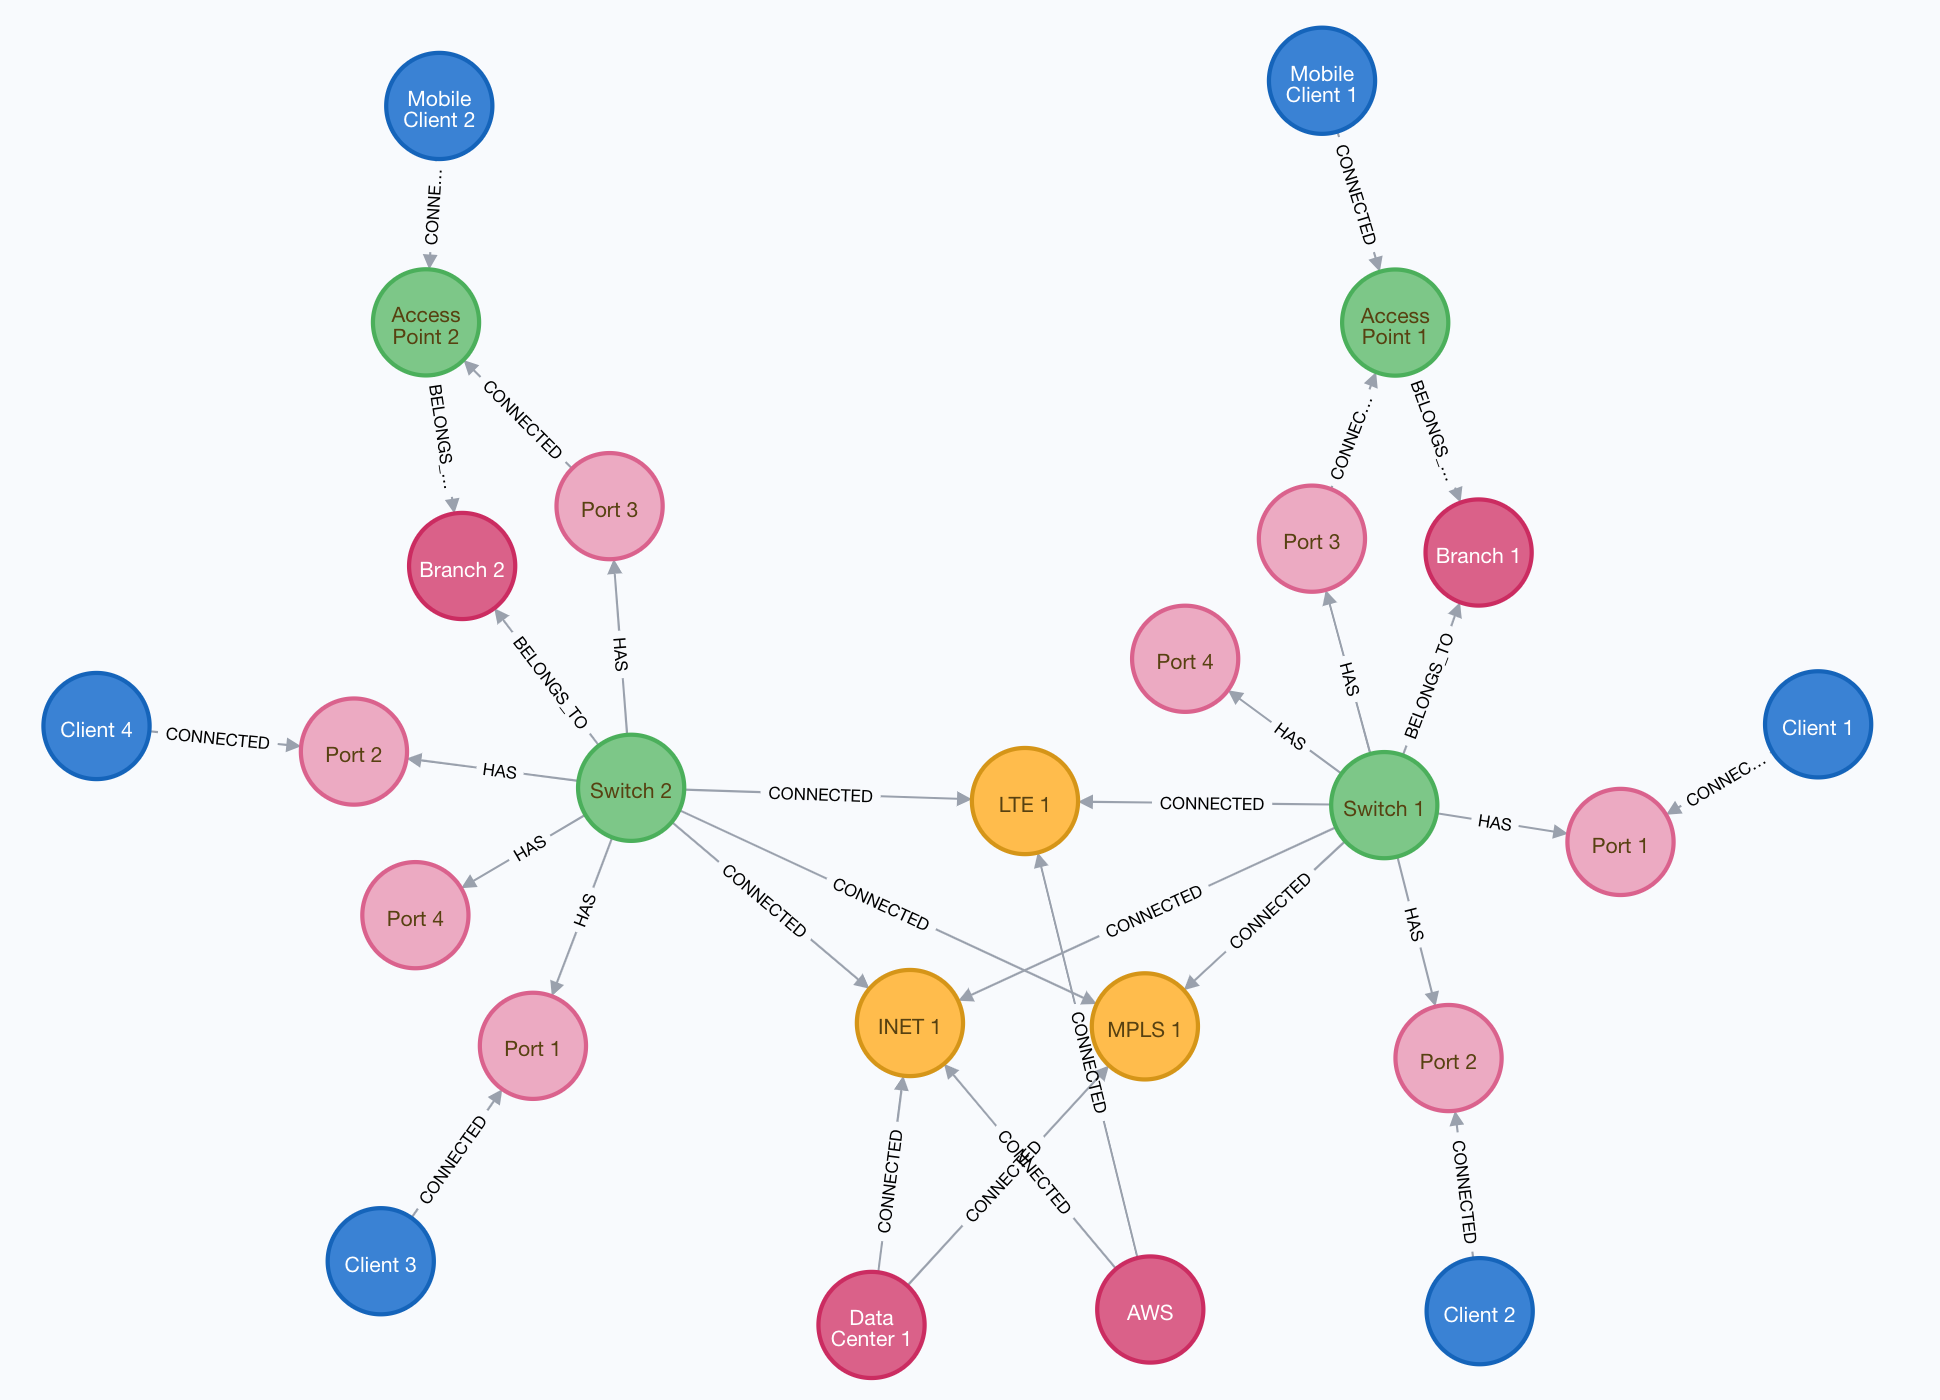 Mobile
Client 2
Mobile
Client 1
CONNE...
CONNECTED
Access
Point 2
Access
Point 1
BELONGS_...
CONNECTED
CONNEC...
BELONGS_...
Port 3
Port 3
Branch 2
Branch 1
BELONGS_TO
HAS
Port 4
HAS
BELONGS_TO
Client 4
CONNECTED
Port 2
HAS
Switch 2
CONNECTED
LTE 1
CONNECTED
HAS
Switch 1
HAS
Port 1
CONNEC...
Client 1
HAS
Port 4
HAS
CONNECTED
CONNECTED
CONNECTED
CONNECTED
HAS
Port 1
INET 1
MPLS 1
CONNECTED
Port 2
CONNECTED
CONNECTED
CONNECTED
CONNECTED
CONNECTED
Client 3
Data
Center 1
AWS
Client 2